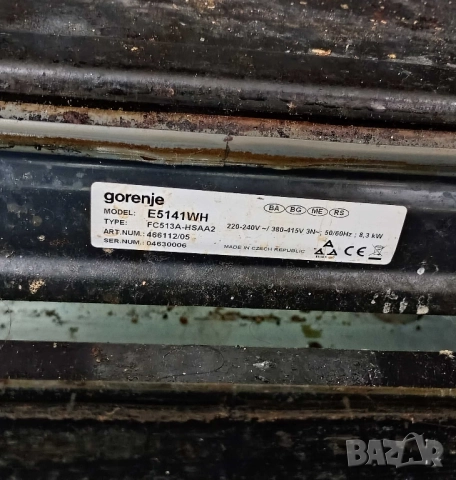 gorenje
MODEL: E5141WH
TYPE: FC513A-HSAA2
ART.NUM.: 466112/05
SER.NUM.: 04630006
BA BG ME RS
220-240V ~/ 380-415V 3N~; 50/60Hz ; 8,3 kW
MADE IN CZECH REPUBLIC
CE
BAZAR
bg